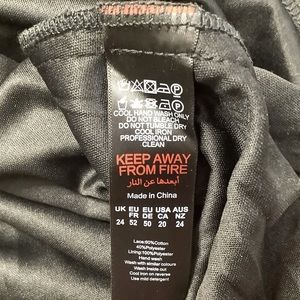 COOL HAND WASH ONLY
DO NOT BLEACH
DO NOT TUMBLE DRY
COOL IRON
PROFESSIONAL DRY
CLEAN
KEEP AWAY
FROM FIRE
أبعدها عن النار
Made in China
UK EU EU USA AUS
FR DE CA NZ
24 52 50 20 24
Lace:60%Cotton
40%Polyester
Lining:100%Polyester
Hand wash
Wash with similar colours
Wash inside out
Cool iron on reverse
Use mild detergent